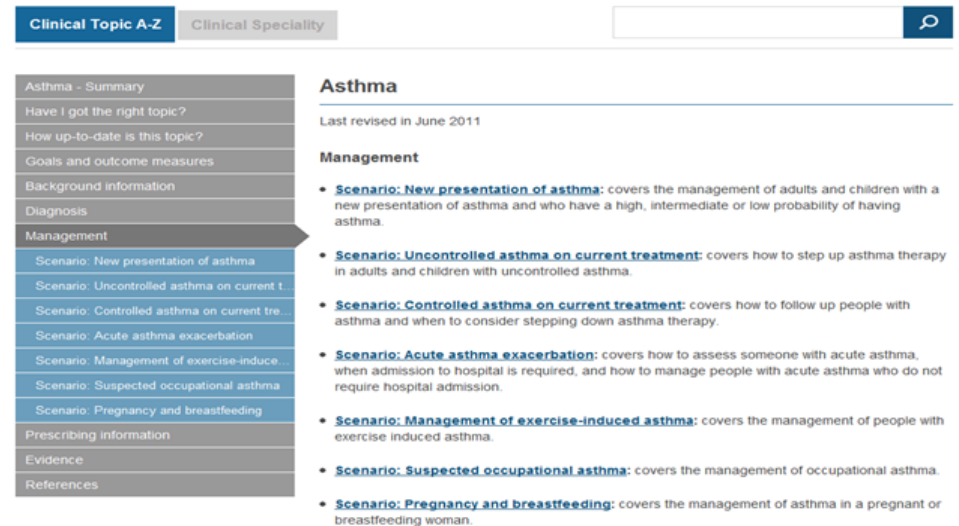 Clinical Topic A-Z
Clinical Speciality
Asthma - Summary
Have I got the right topic?
How up-to-date is this topic?
Goals and outcome measures
Background information
Diagnosis
Management
Scenario: New presentation of asthma
Scenario: Uncontrolled asthma on current t...
Scenario: Controlled asthma on current tre...
Scenario: Acute asthma exacerbation
Scenario: Management of exercise-induce...
Scenario: Suspected occupational asthma
Scenario: Pregnancy and breastfeeding
Prescribing information
Evidence
References
Asthma
Last revised in June 2011
Management
• Scenario: New presentation of asthma: covers the management of adults and children with a
new presentation of asthma and who have a high, intermediate or low probability of having
asthma.
• Scenario: Uncontrolled asthma on current treatment: covers how to step up asthma therapy
in adults and children with uncontrolled asthma.
• Scenario: Controlled asthma on current treatment: covers how to follow up people with
asthma and when to consider stepping down asthma therapy.
• Scenario: Acute asthma exacerbation: covers how to assess someone with acute asthma,
when admission to hospital is required, and how to manage people with acute asthma who do not
require hospital admission.
• Scenario: Management of exercise-induced asthma: covers the management of people with
exercise induced asthma.
• Scenario: Suspected occupational asthma: covers the management of occupational asthma.
• Scenario: Pregnancy and breastfeeding: covers the management of asthma in a pregnant or
breastfeeding woman.